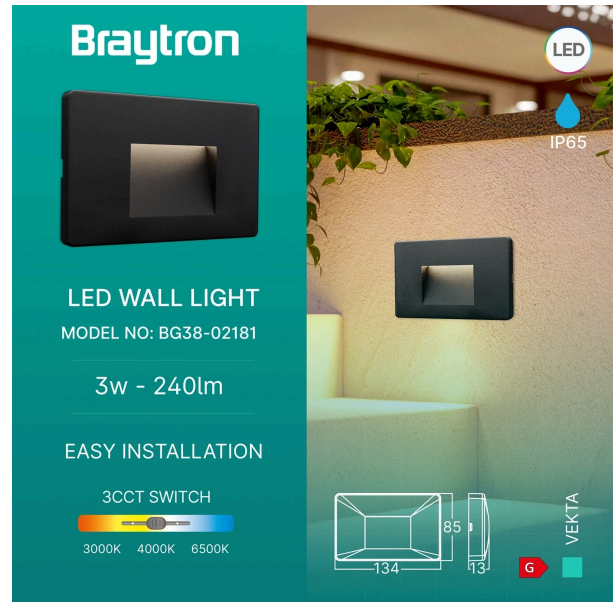 Braytron
LED WALL LIGHT
MODEL NO: BG38-02181
3w - 240lm
EASY INSTALLATION
3CCT SWITCH
3000K 4000K 6500K
LED
IP65
85
134
13
G
VEKTA